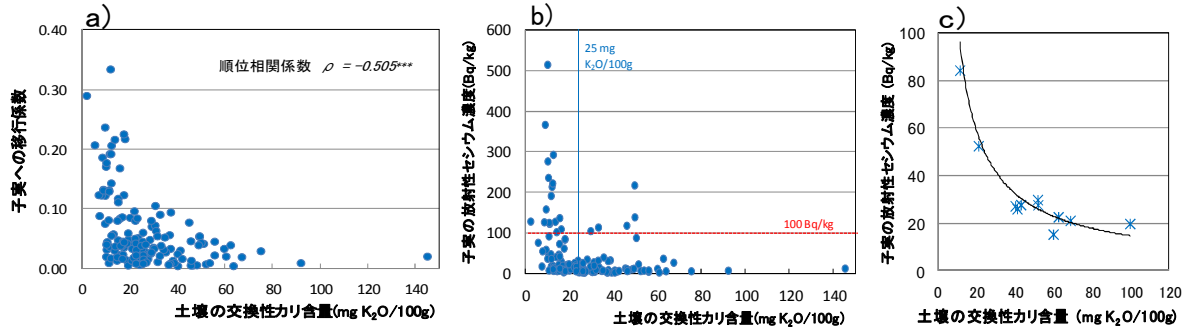 a)
0.40
0.30
0.20
0.10
0.00
子実への移行係数
順位相関係数 ρ = −0.505***
0 20 40 60 80 100 120 140
土壌の交換性カリ含量(mg K₂O/100g)
b)
600
500
400
300
200
100
0
子実の放射性セシウム濃度(Bq/kg)
25 mg
K₂O/100g
100 Bq/kg
0 20 40 60 80 100 120 140
土壌の交換性カリ含量(mg K₂O/100g)
c)
100
80
60
40
20
0
子実の放射性セシウム濃度 (Bq/kg)
0 20 40 60 80 100 120
土壌の交換性カリ含量 (mg K₂O/100g)